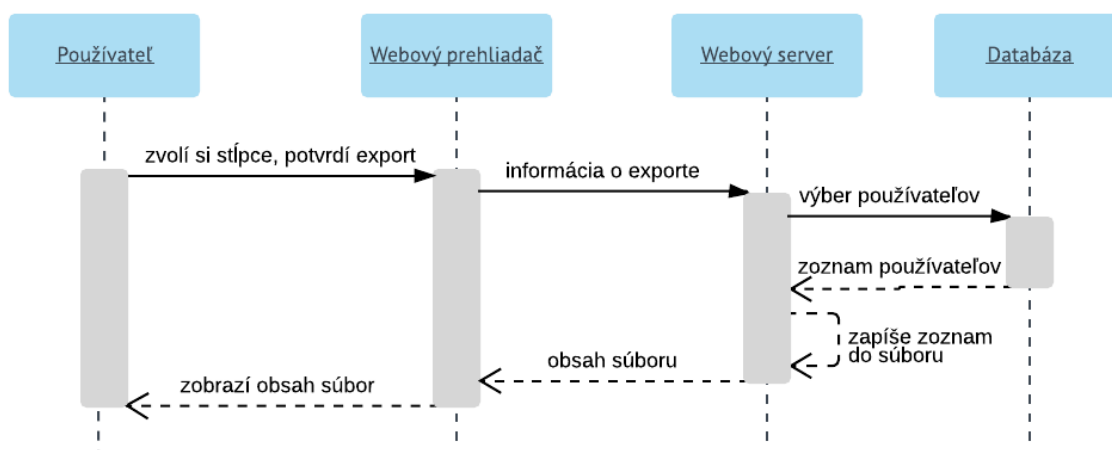 Používateľ
Webový prehliadač
Webový server
Databáza
zvolí si stĺpce, potvrdí export
informácia o exporte
výber používateľov
zoznam používateľov
zapíše zoznam
do súboru
obsah súboru
zobrazí obsah súbor